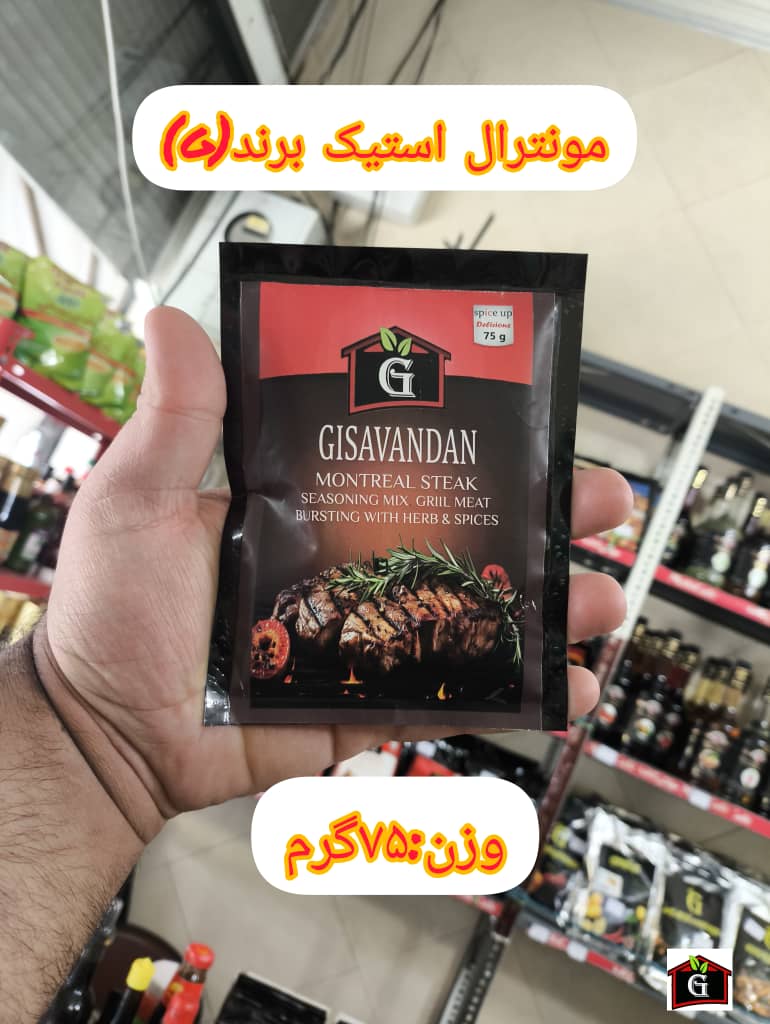 مونترال استیک برند(G)
spice up
Delicious
75 g
G
GISAVANDAN
MONTREAL STEAK
SEASONING MIX GRIIL MEAT
BURSTING WITH HERB & SPICES
وزن:۷۵گرم
G
G